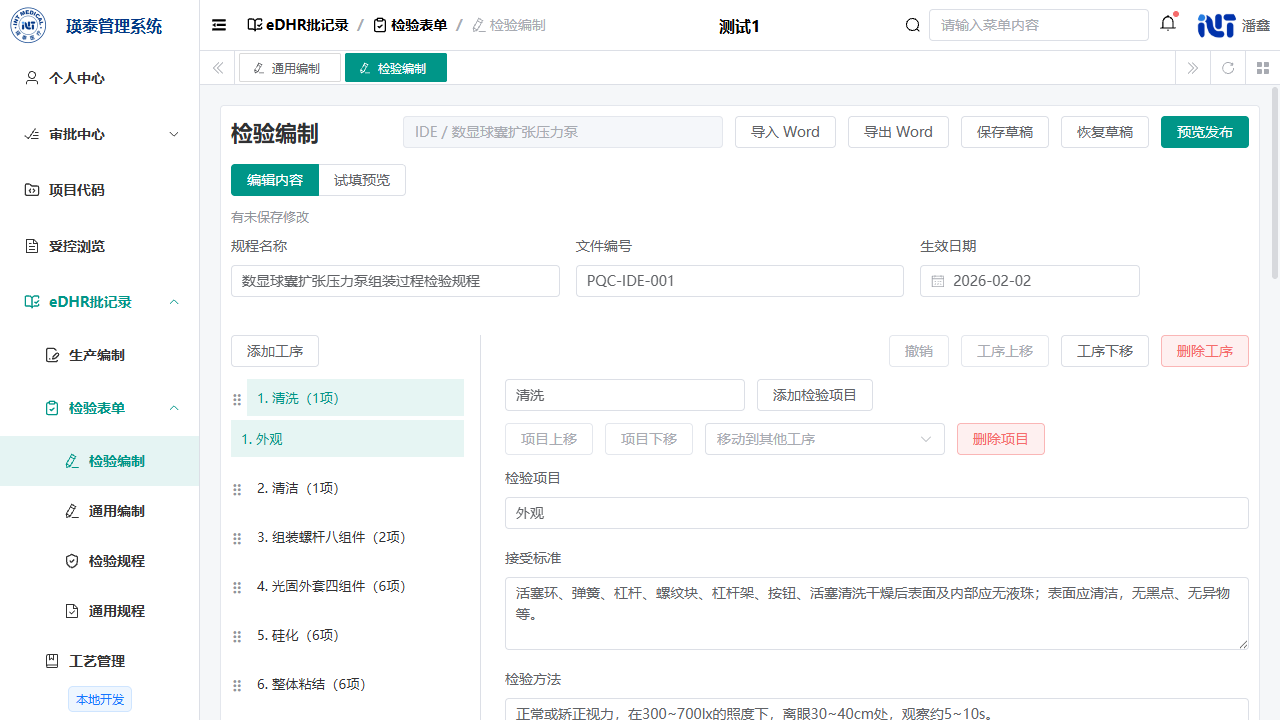 瑛泰管理系统
eDHR批记录 / 检验表单 / 检验编制
测试1
请输入菜单内容
潘鑫
通用编制
检验编制
个人中心
审批中心
项目代码
受控浏览
eDHR批记录
生产编制
检验表单
检验编制
通用编制
检验规程
通用规程
工艺管理
本地开发
检验编制
IDE / 数显球囊扩张压力泵
导入 Word
导出 Word
保存草稿
恢复草稿
预览发布
编辑内容
试填预览
有未保存修改
规程名称
文件编号
生效日期
数显球囊扩张压力泵组装过程检验规程
PQC-IDE-001
2026-02-02
添加工序
撤销
工序上移
工序下移
删除工序
1. 清洗（1项）
1. 外观
2. 清洁（1项）
3. 组装螺杆八组件（2项）
4. 光固外套四组件（6项）
5. 硅化（6项）
6. 整体粘结（6项）
清洗
添加检验项目
项目上移
项目下移
移动到其他工序
删除项目
检验项目
外观
接受标准
活塞环、弹簧、杠杆、螺纹块、杠杆架、按钮、活塞清洗干燥后表面及内部应无液珠；表面应清洁，无黑点、无异物
等。
检验方法
正常或矫正视力，在300~700lx的照度下，离眼30~40cm处，观察约5~10s。